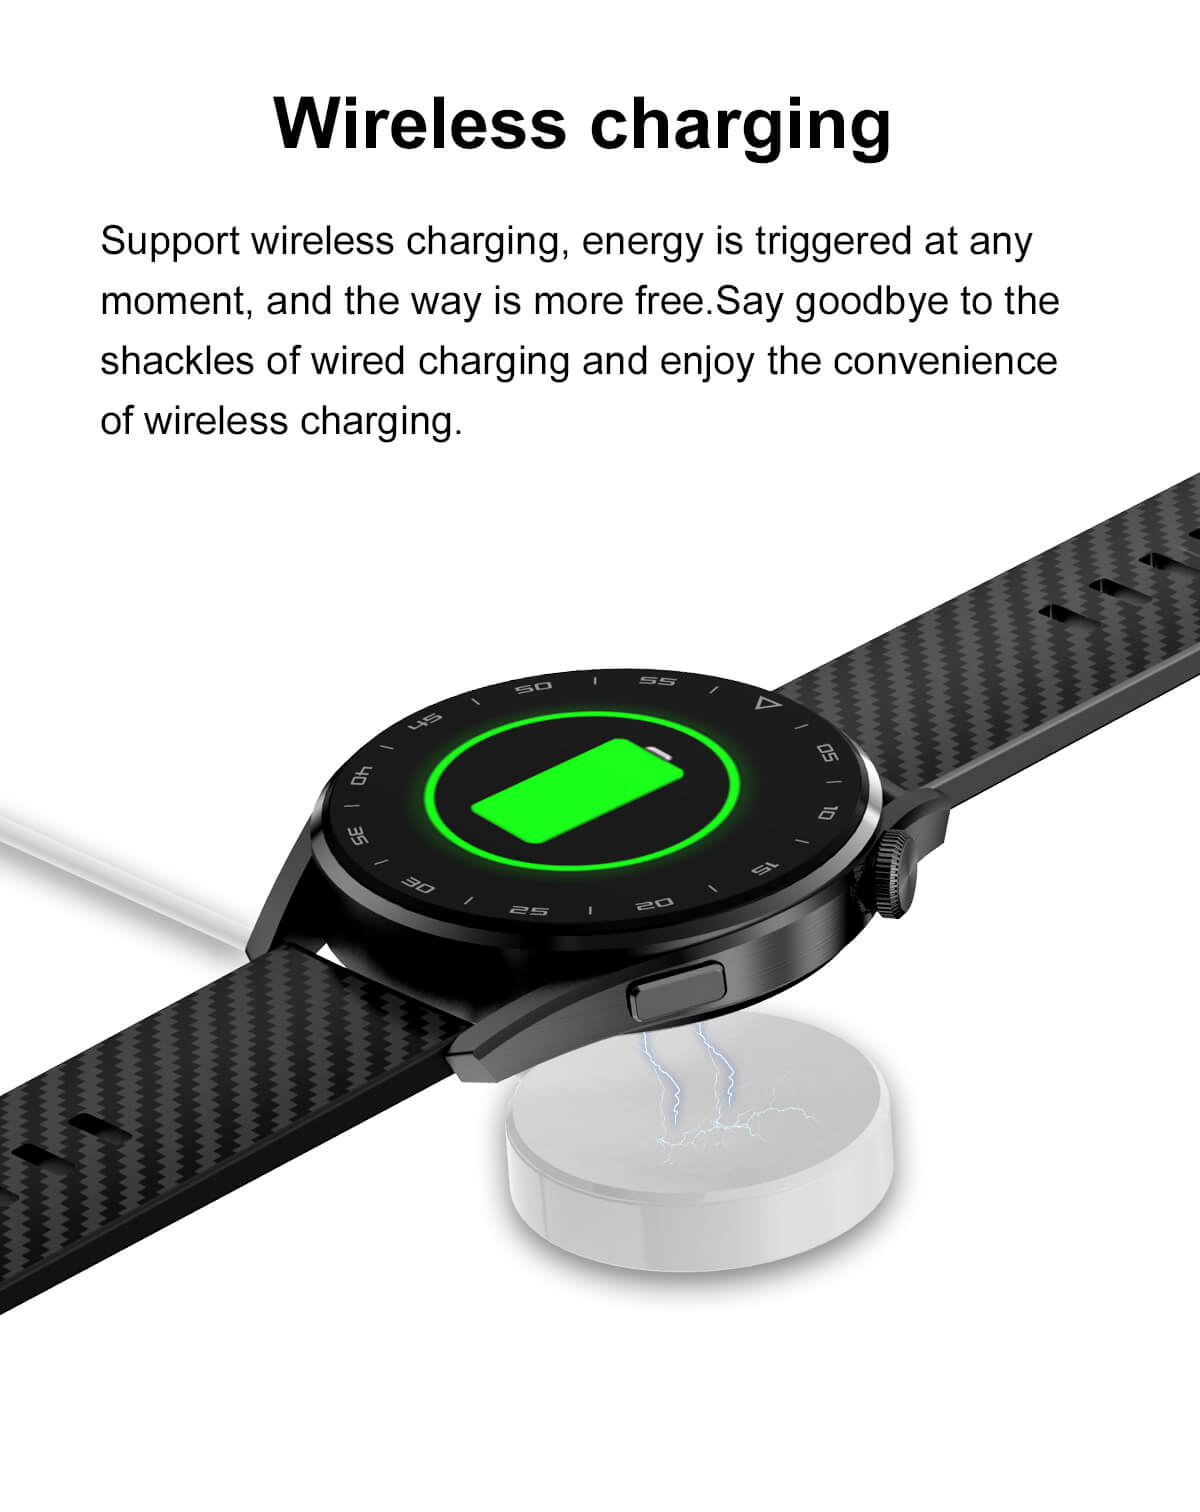 Wireless charging
Support wireless charging, energy is triggered at any
moment, and the way is more free.Say goodbye to the
shackles of wired charging and enjoy the convenience
of wireless charging.
50
55
45
05
40
10
35
15
30
25
20